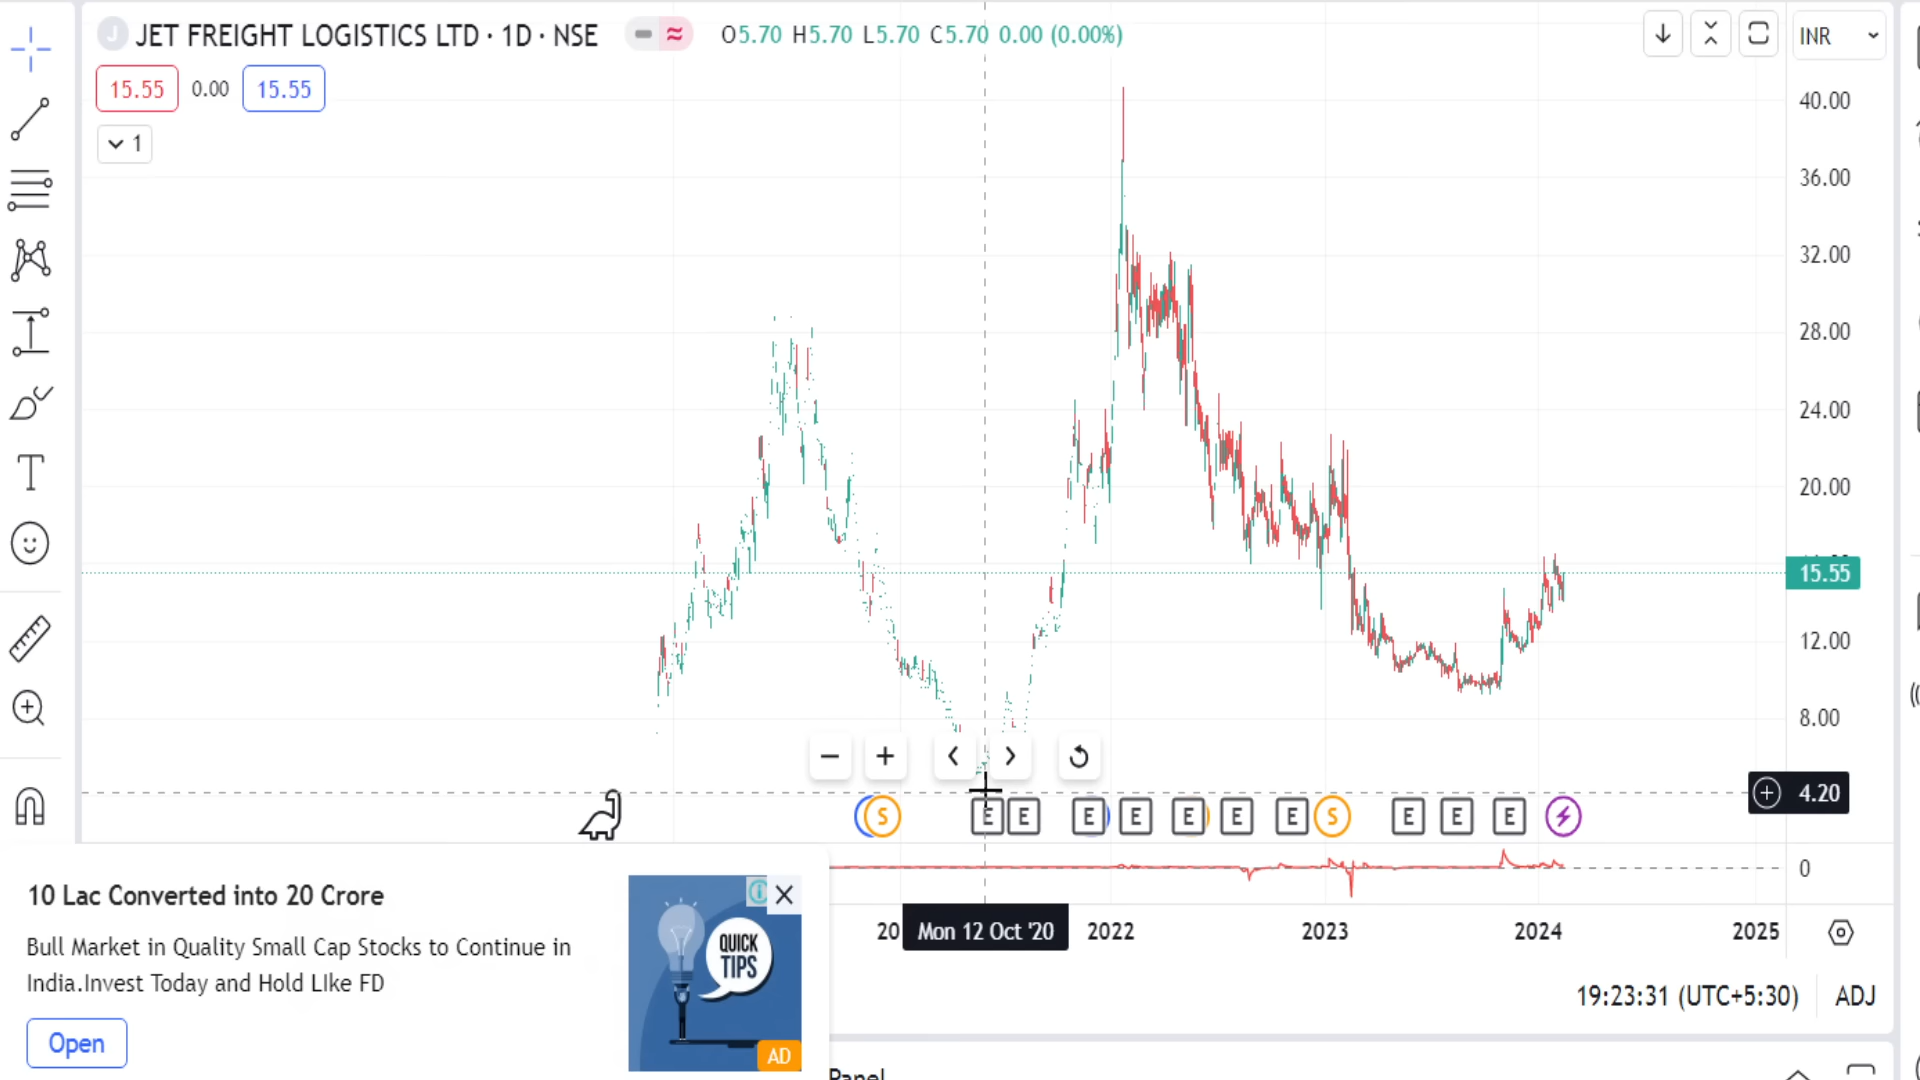 J JET FREIGHT LOGISTICS LTD · 1D · NSE O5.70 H5.70 L5.70 C5.70 0.00 (0.00%)
INR
15.55 0.00 15.55
1
40.00
36.00
32.00
28.00
24.00
20.00
15.55
12.00
8.00
4.20
S E E E E E E E S E E E
0
20 Mon 12 Oct '20 2022 2023 2024 2025
19:23:31 (UTC+5:30) ADJ
10 Lac Converted into 20 Crore
Bull Market in Quality Small Cap Stocks to Continue in
India.Invest Today and Hold LIke FD
Open
QUICK
TIPS
AD
Panel